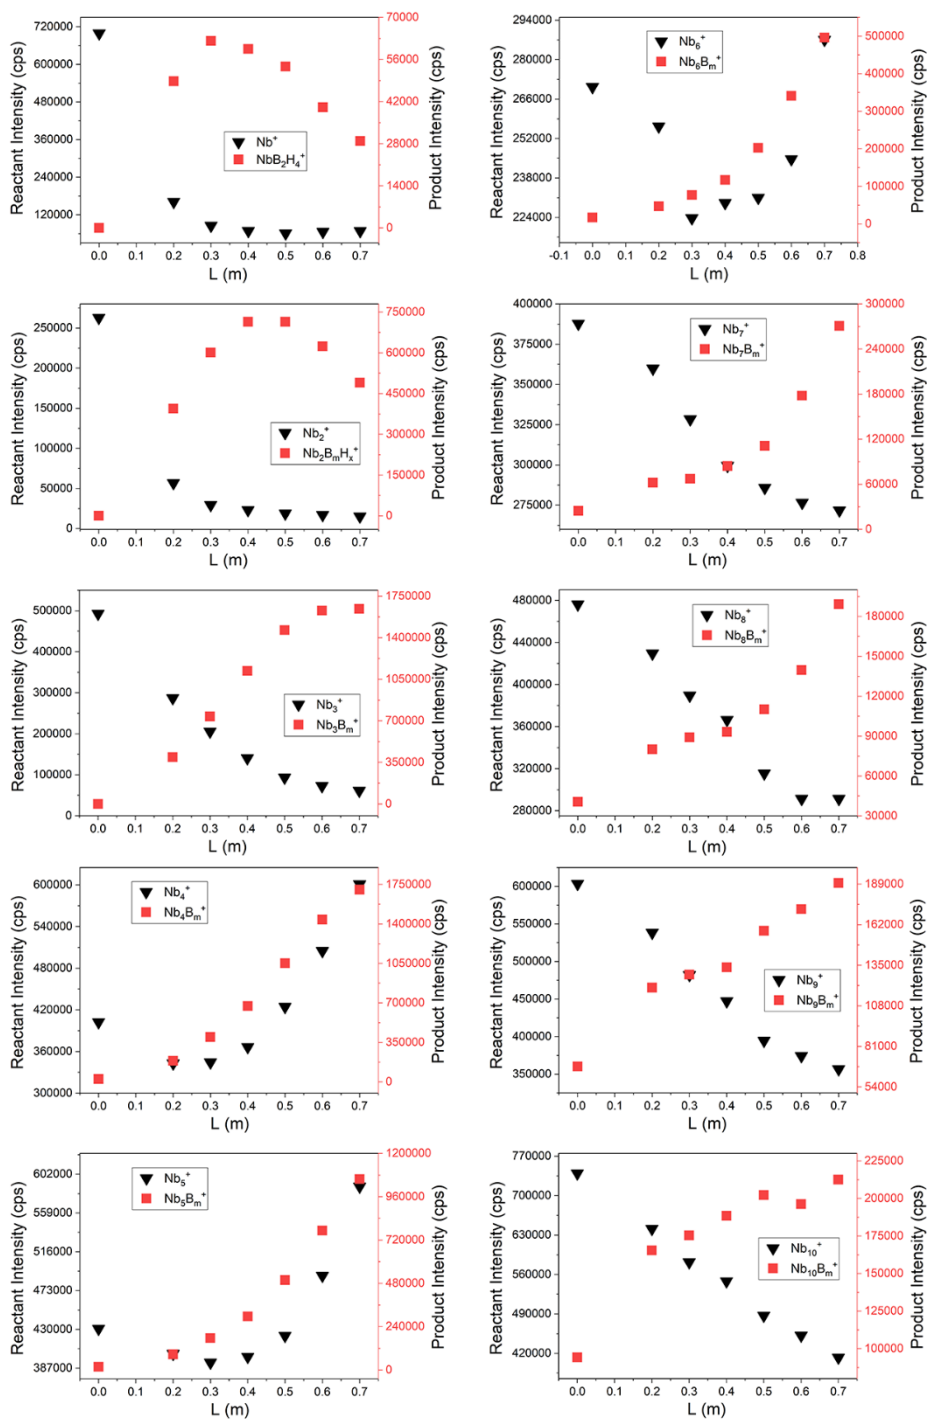 720000
600000
480000
360000
240000
120000
Reactant Intensity (cps)
70000
56000
42000
28000
14000
0
Product Intensity (cps)
Nb⁺
NbB₂H₄⁺
0.0 0.1 0.2 0.3 0.4 0.5 0.6 0.7
L (m)
294000
280000
266000
252000
238000
224000
Reactant Intensity (cps)
500000
400000
300000
200000
100000
0
Product Intensity (cps)
Nb₆⁺
Nb₆Bₘ⁺
-0.1 0.0 0.1 0.2 0.3 0.4 0.5 0.6 0.7 0.8
L (m)
250000
200000
150000
100000
50000
0
Reactant Intensity (cps)
750000
600000
450000
300000
150000
0
Product Intensity (cps)
Nb₂⁺
Nb₂BₘHₓ⁺
0.0 0.1 0.2 0.3 0.4 0.5 0.6 0.7
L (m)
400000
375000
350000
325000
300000
275000
Reactant Intensity (cps)
300000
240000
180000
120000
60000
0
Product Intensity (cps)
Nb₇⁺
Nb₇Bₘ⁺
0.0 0.1 0.2 0.3 0.4 0.5 0.6 0.7
L (m)
500000
400000
300000
200000
100000
0
Reactant Intensity (cps)
1750000
1400000
1050000
700000
350000
0
Product Intensity (cps)
Nb₃⁺
Nb₃Bₘ⁺
0.0 0.1 0.2 0.3 0.4 0.5 0.6 0.7
L (m)
480000
440000
400000
360000
320000
280000
Reactant Intensity (cps)
180000
150000
120000
90000
60000
30000
Product Intensity (cps)
Nb₈⁺
Nb₈Bₘ⁺
0.0 0.1 0.2 0.3 0.4 0.5 0.6 0.7
L (m)
600000
540000
480000
420000
360000
300000
Reactant Intensity (cps)
1750000
1400000
1050000
700000
350000
0
Product Intensity (cps)
Nb₄⁺
Nb₄Bₘ⁺
0.0 0.1 0.2 0.3 0.4 0.5 0.6 0.7
L (m)
600000
550000
500000
450000
400000
350000
Reactant Intensity (cps)
189000
162000
135000
108000
81000
54000
Product Intensity (cps)
Nb₉⁺
Nb₉Bₘ⁺
0.0 0.1 0.2 0.3 0.4 0.5 0.6 0.7
L (m)
602000
559000
516000
473000
430000
387000
Reactant Intensity (cps)
1200000
960000
720000
480000
240000
0
Product Intensity (cps)
Nb₅⁺
Nb₅Bₘ⁺
0.0 0.1 0.2 0.3 0.4 0.5 0.6 0.7
L (m)
770000
700000
630000
560000
490000
420000
Reactant Intensity (cps)
225000
200000
175000
150000
125000
100000
Product Intensity (cps)
Nb₁₀⁺
Nb₁₀Bₘ⁺
0.0 0.1 0.2 0.3 0.4 0.5 0.6 0.7
L (m)